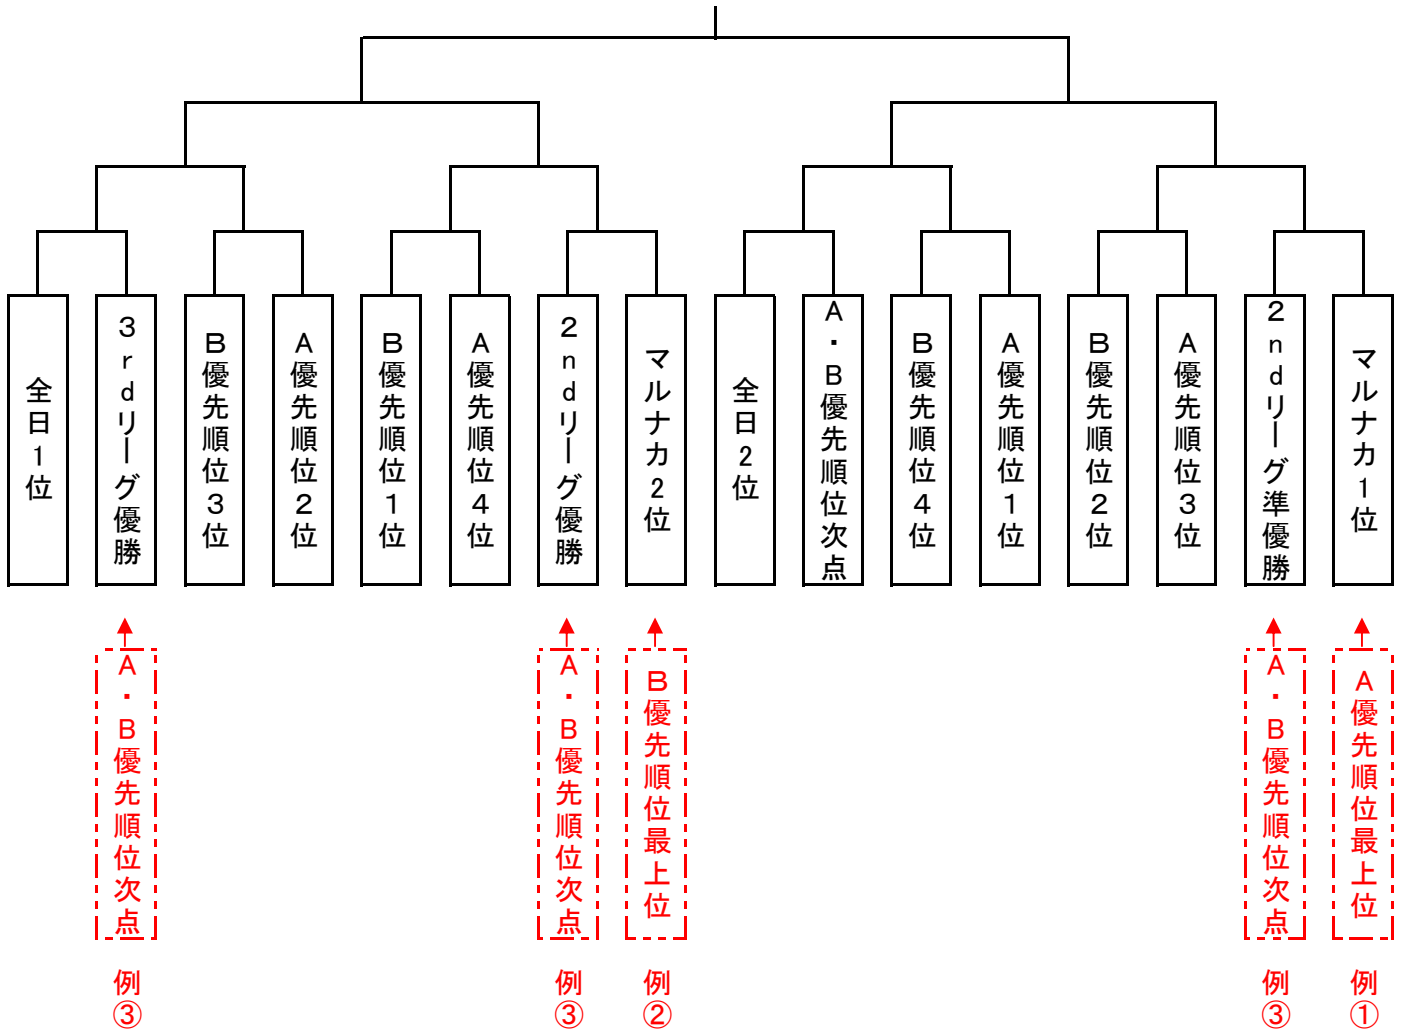 全日1位
3rdリーグ優勝
B優先順位3位
A優先順位2位
B優先順位1位
A優先順位4位
2ndリーグ優勝
マルナカ2位
全日2位
A・B優先順位次点
B優先順位4位
A優先順位1位
B優先順位2位
A優先順位3位
2ndリーグ準優勝
マルナカ1位
A・B優先順位次点
A・B優先順位次点
B優先順位最上位
A・B優先順位次点
A優先順位最上位
例③
例③
例②
例③
例①